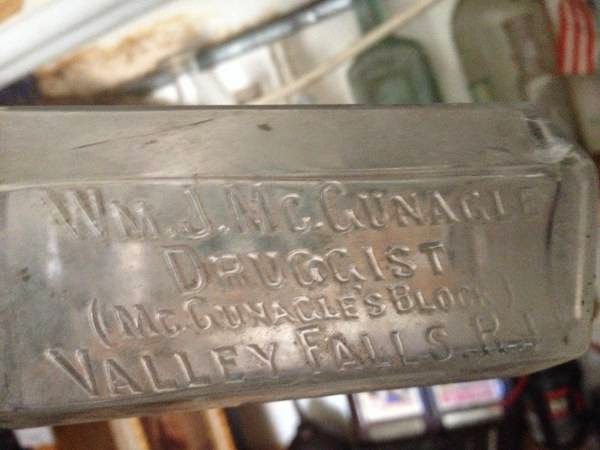 WM. J. MCGUNAGLE
DRUGGIST
(MCGUNAGLE'S BLOCK)
VALLEY FALLS. R.I.